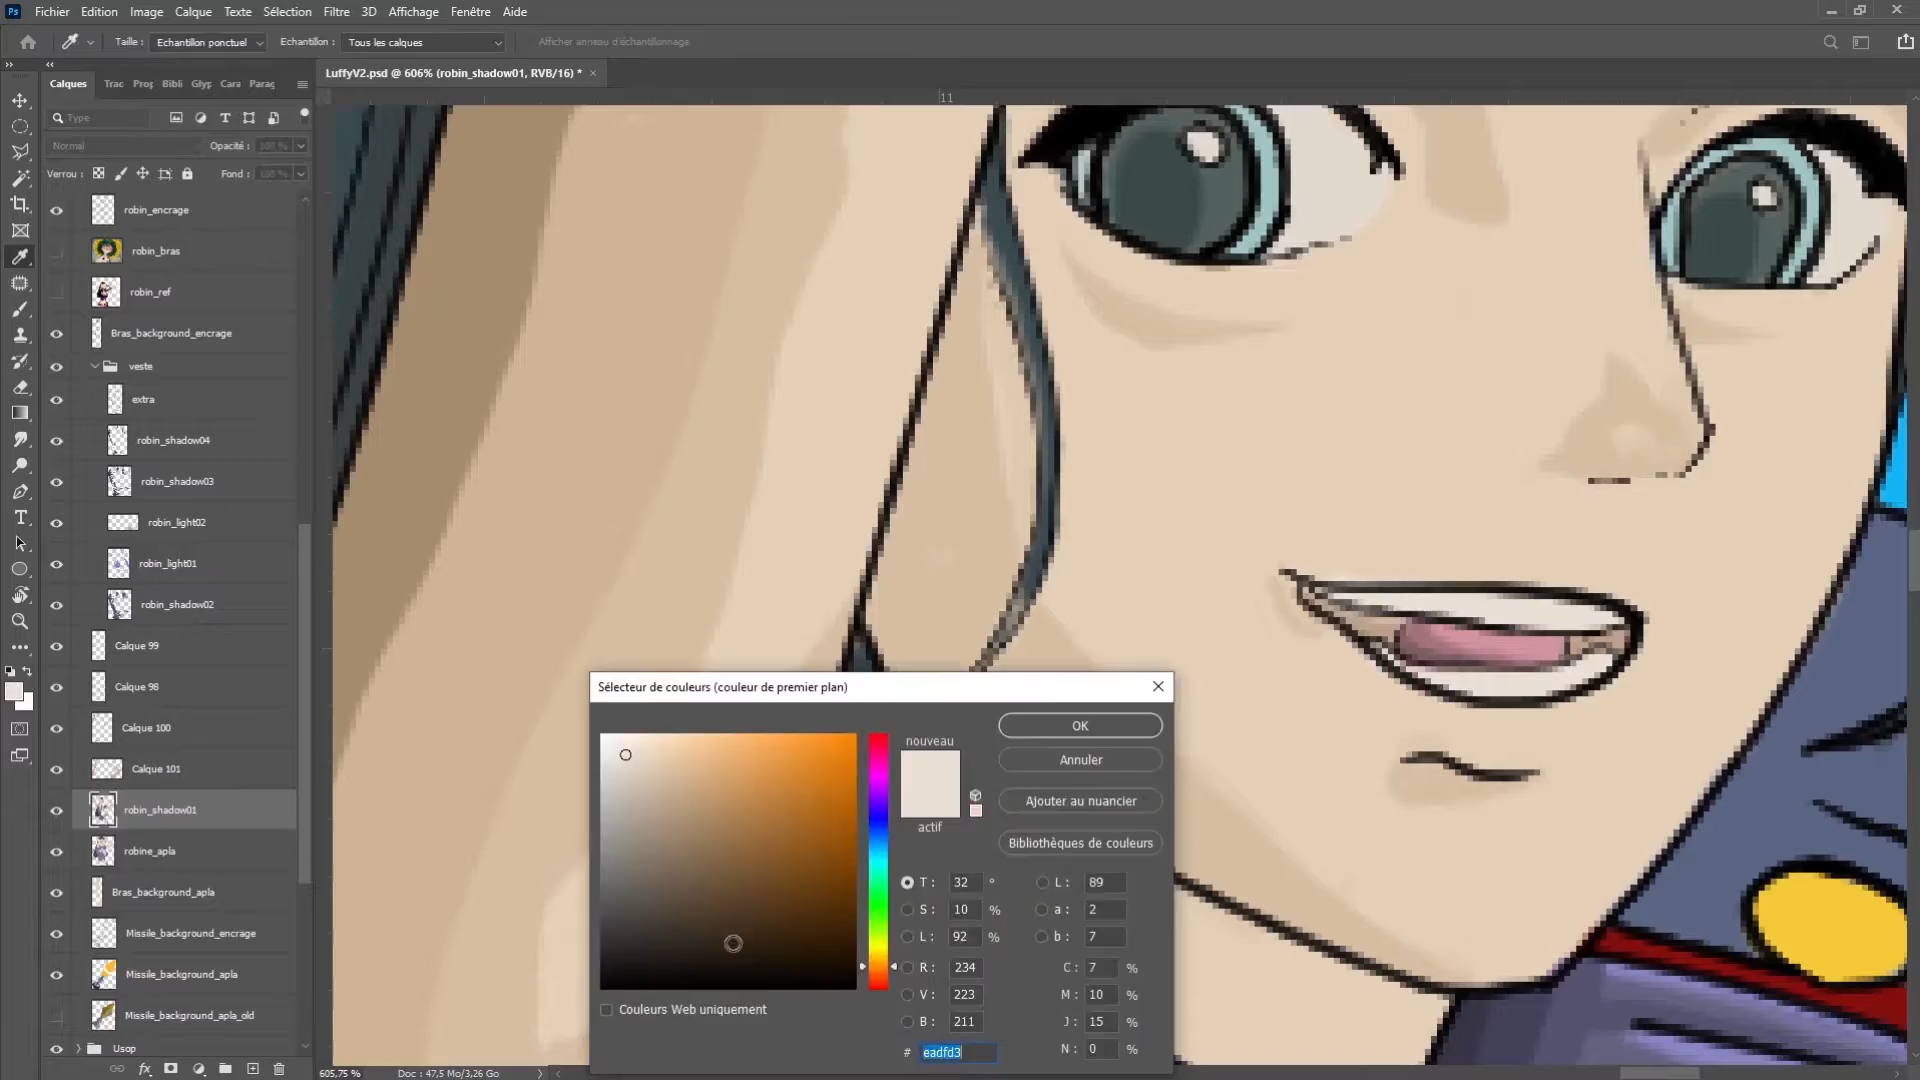 Ps Fichier Edition Image Calque Texte Sélection Filtre 3D Affichage Fenêtre Aide
Taille : Echantillon ponctuel Echantillon : Tous les calques Afficher anneau d'échantillonnage
Calques Trac Prop Bibli Glyp Cara Parag
LuffyV2.psd @ 606% (robin_shadow01, RVB/16) *
11
Type
Normal Opacité : 100 %
Verrou : Fond : 100 %
robin_encrage
robin_bras
robin_ref
Bras_background_encrage
veste
extra
robin_shadow04
robin_shadow03
robin_light02
robin_light01
robin_shadow02
Calque 99
Calque 98
Calque 100
Calque 101
robin_shadow01
robine_apla
Bras_background_apla
Missile_background_encrage
Missile_background_apla
Missile_background_apla_old
Usop
fx
605,75 % Doc : 47,5 Mo/3,26 Go
Sélecteur de couleurs (couleur de premier plan)
nouveau
actif
OK
Annuler
Ajouter au nuancier
Bibliothèques de couleurs
T : 32 ° L : 89
S : 10 % a : 2
L : 92 % b : 7
R : 234 C : 7 %
V : 223 M : 10 %
B : 211 J : 15 %
# eadfd3 N : 0 %
Couleurs Web uniquement